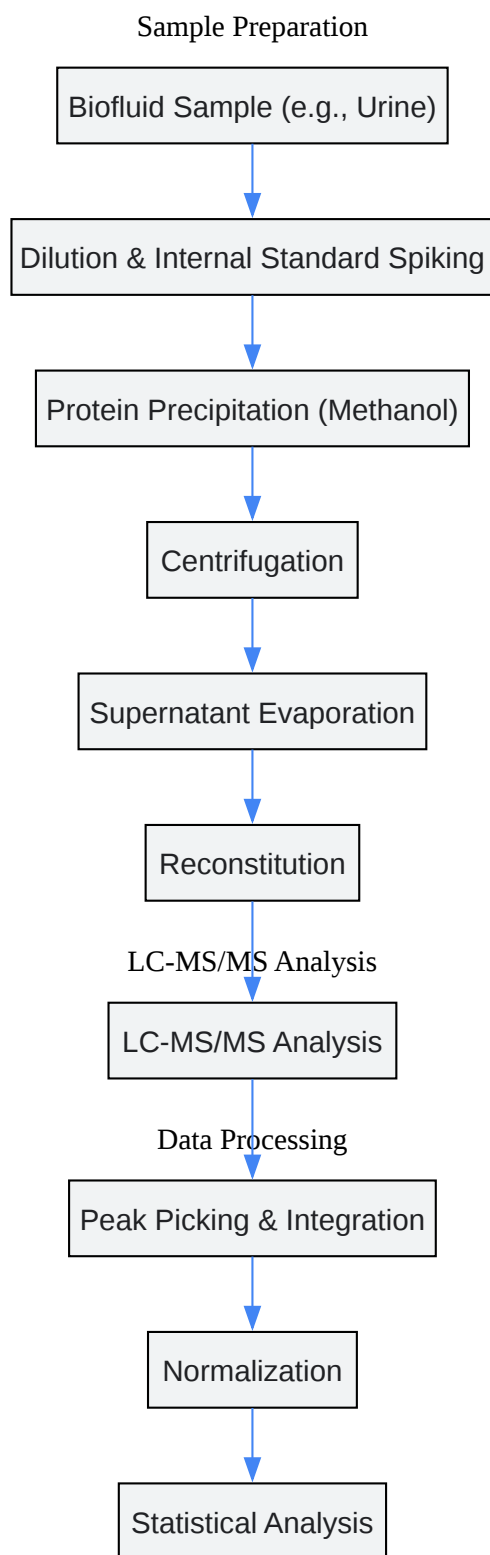 Sample Preparation
Biofluid Sample (e.g., Urine)
Dilution & Internal Standard Spiking
Protein Precipitation (Methanol)
Centrifugation
Supernatant Evaporation
Reconstitution
LC-MS/MS Analysis
LC-MS/MS Analysis
Data Processing
Peak Picking & Integration
Normalization
Statistical Analysis